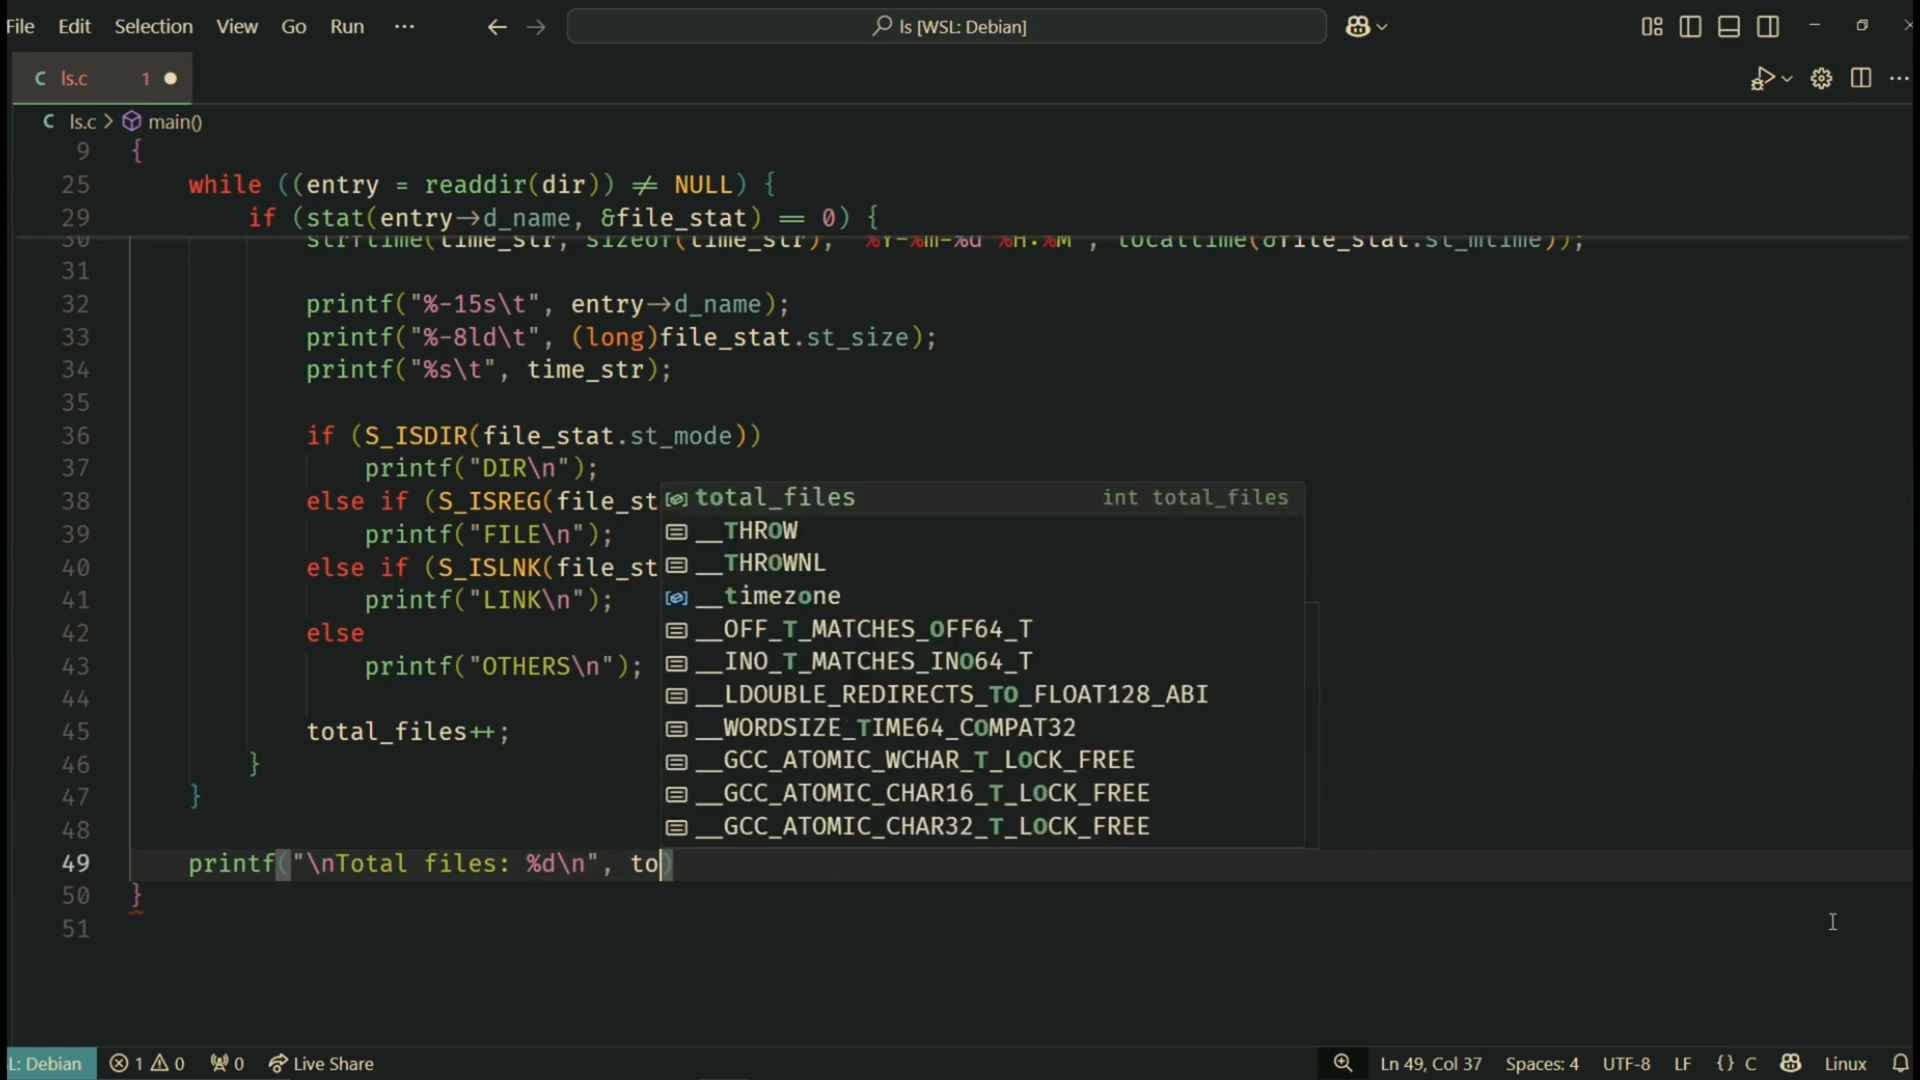 File Edit Selection View Go Run ··· ls [WSL: Debian]
C ls.c 1
C ls.c > main()
9 {
25 while ((entry = readdir(dir)) ≠ NULL) {
29 if (stat(entry→d_name, &file_stat) == 0) {
30 strftime(time_str, sizeof(time_str), "%Y-%m-%d %H:%M", localtime(&file_stat.st_mtime));
31
32 printf("%-15s\t", entry→d_name);
33 printf("%-8ld\t", (long)file_stat.st_size);
34 printf("%s\t", time_str);
35
36 if (S_ISDIR(file_stat.st_mode))
37 printf("DIR\n");
38 else if (S_ISREG(file_st
39 printf("FILE\n");
40 else if (S_ISLNK(file_st
41 printf("LINK\n");
42 else
43 printf("OTHERS\n");
44
45 total_files++;
46 }
47 }
48
49 printf("\nTotal files: %d\n", to)
50 }
51
total_files int total_files
__THROW
__THROWNL
__timezone
__OFF_T_MATCHES_OFF64_T
__INO_T_MATCHES_INO64_T
__LDOUBLE_REDIRECTS_TO_FLOAT128_ABI
__WORDSIZE_TIME64_COMPAT32
__GCC_ATOMIC_WCHAR_T_LOCK_FREE
__GCC_ATOMIC_CHAR16_T_LOCK_FREE
__GCC_ATOMIC_CHAR32_T_LOCK_FREE
L: Debian 1 0 0 Live Share Ln 49, Col 37 Spaces: 4 UTF-8 LF {} C Linux